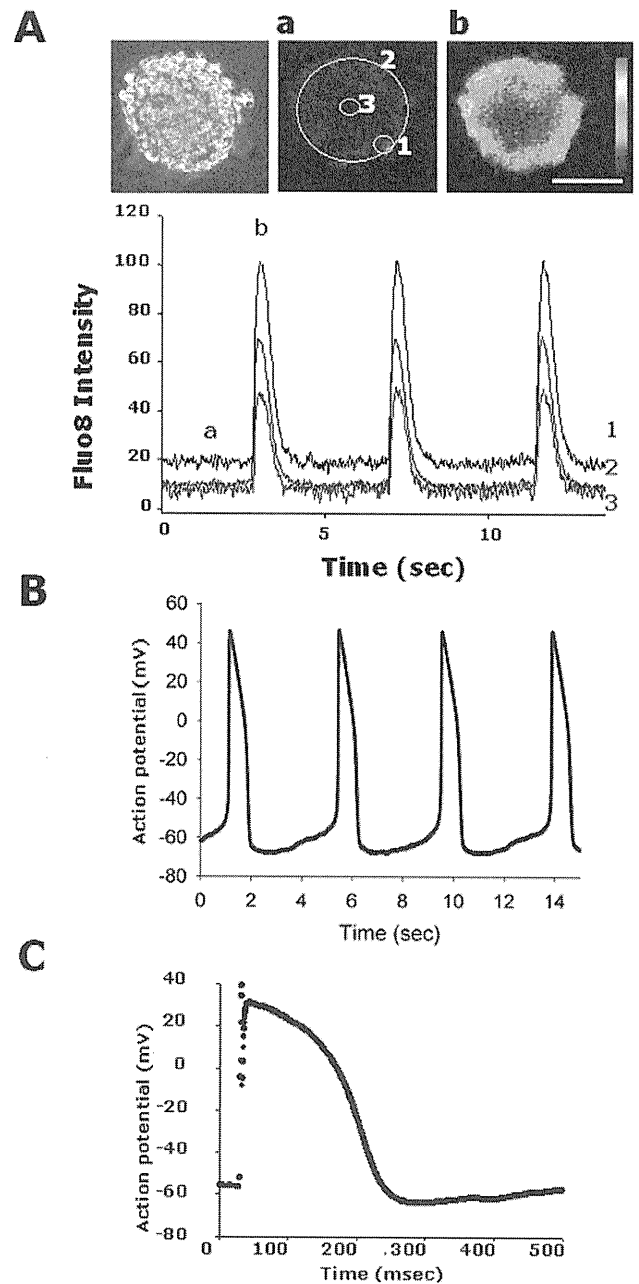 A
a
b
2
3
1
120
100
80
60
40
20
0
b
a
1
2
3
Fluo8 Intensity
0 5 10
Time (sec)
B
60
40
20
0
-20
-40
-60
-80
Action potential (mV)
0 2 4 6 8 10 12 14
Time (sec)
C
40
20
0
-20
-40
-60
-80
Action potential (mV)
0 100 200 .300 400 500
Time (msec)